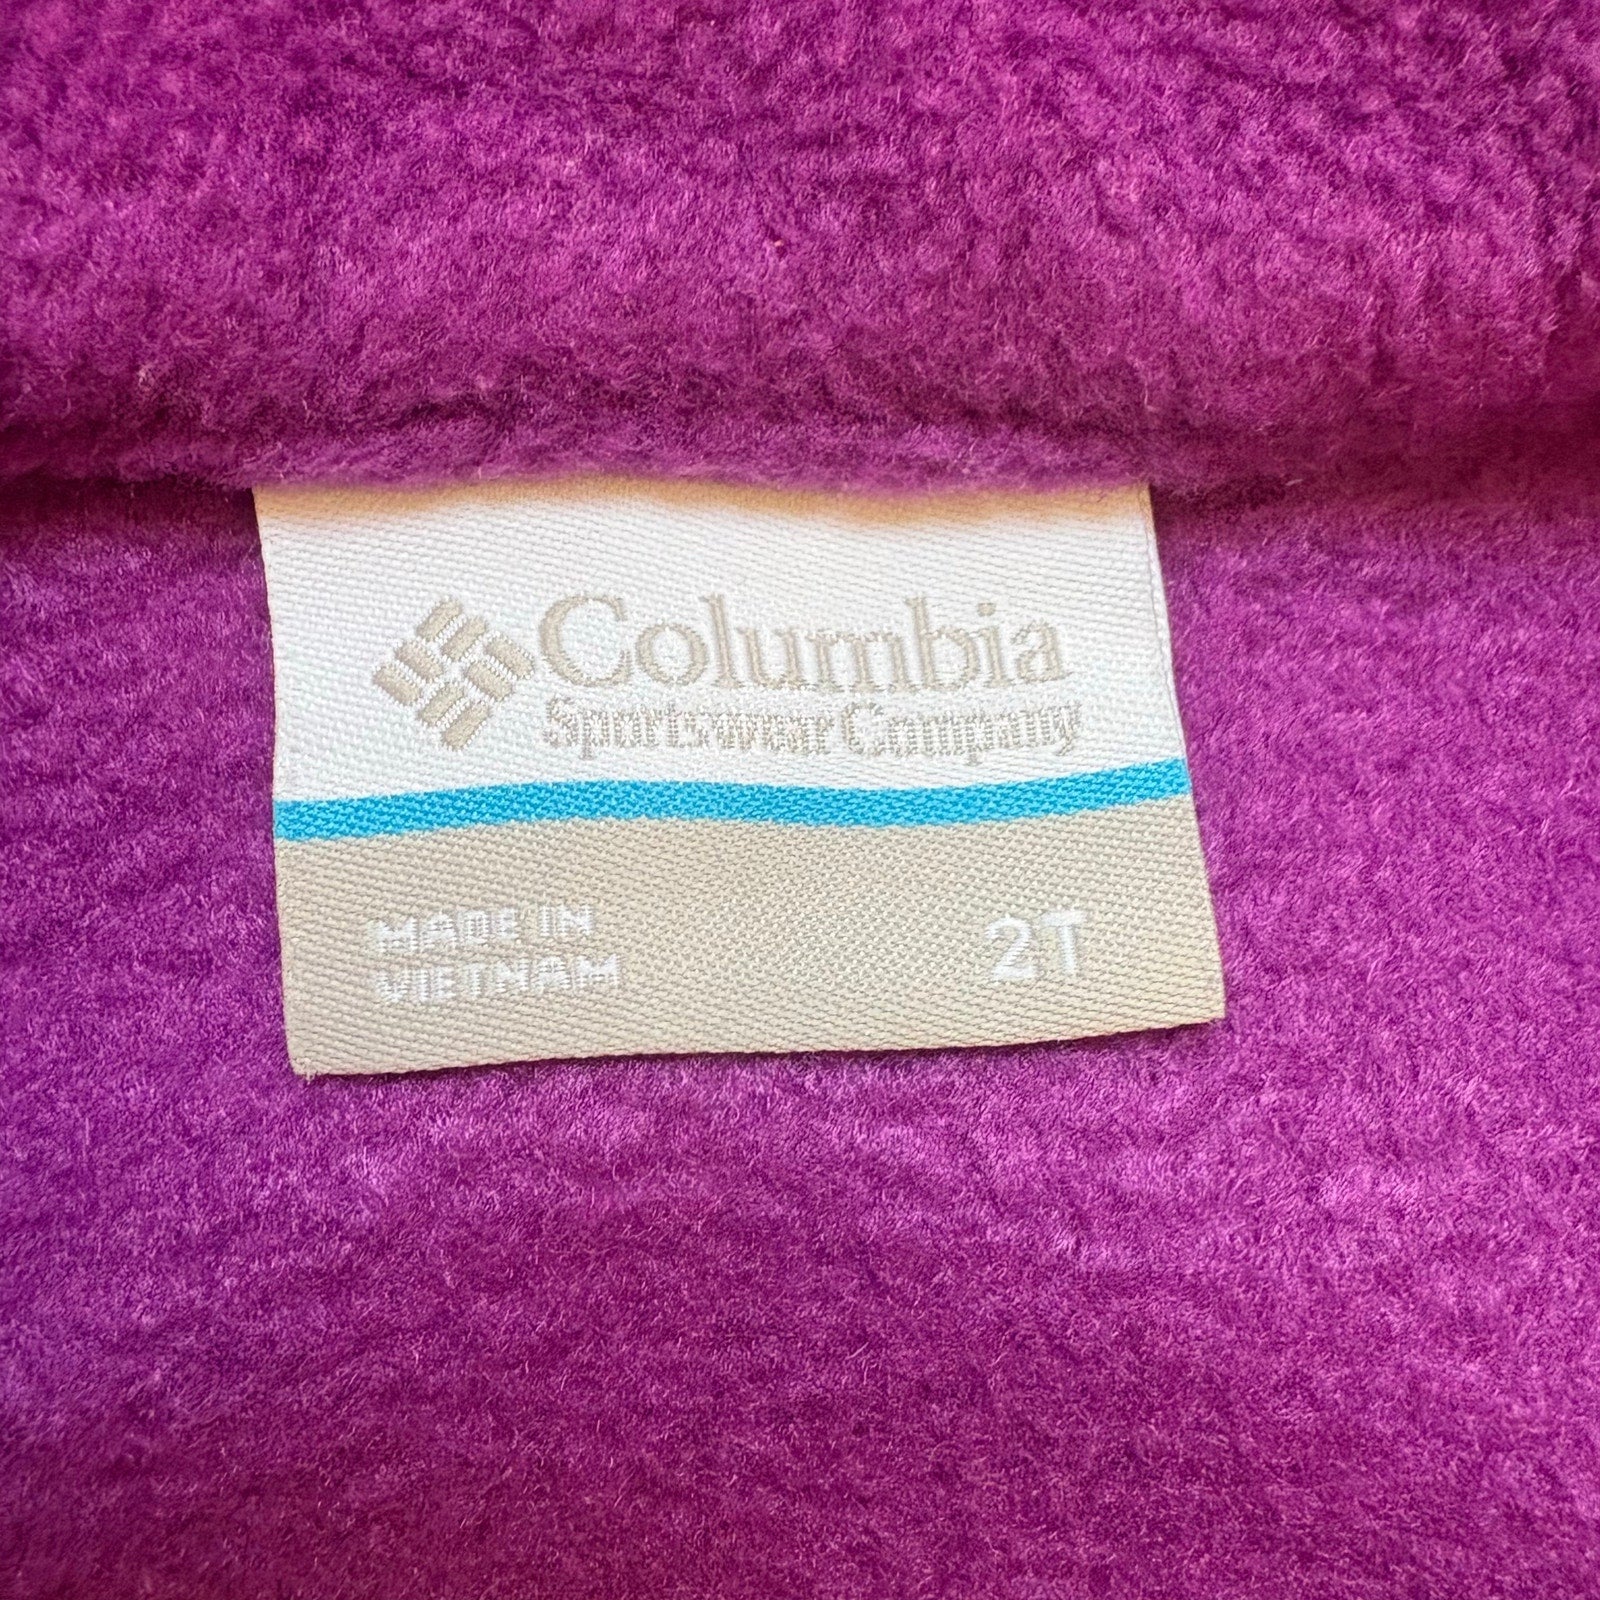 Columbia
Sportswear Company
MADE IN
VIETNAM
2T